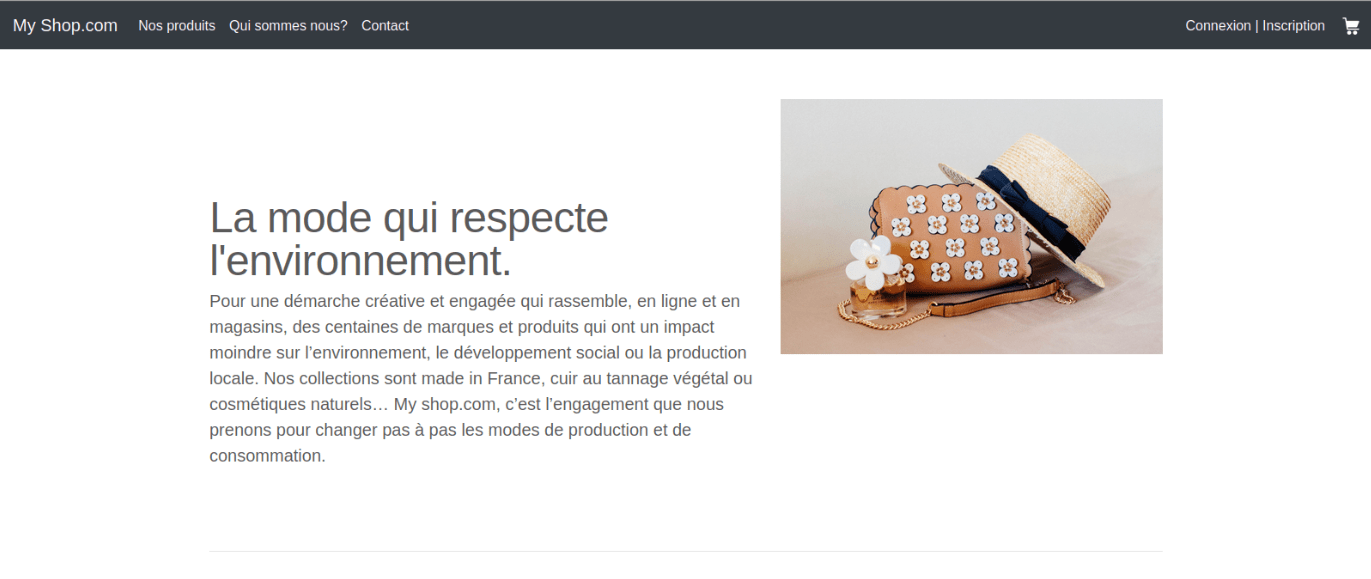 My Shop.com Nos produits Qui sommes nous? Contact Connexion | Inscription
La mode qui respecte
l'environnement.
Pour une démarche créative et engagée qui rassemble, en ligne et en
magasins, des centaines de marques et produits qui ont un impact
moindre sur l’environnement, le développement social ou la production
locale. Nos collections sont made in France, cuir au tannage végétal ou
cosmétiques naturels… My shop.com, c’est l’engagement que nous
prenons pour changer pas à pas les modes de production et de
consommation.